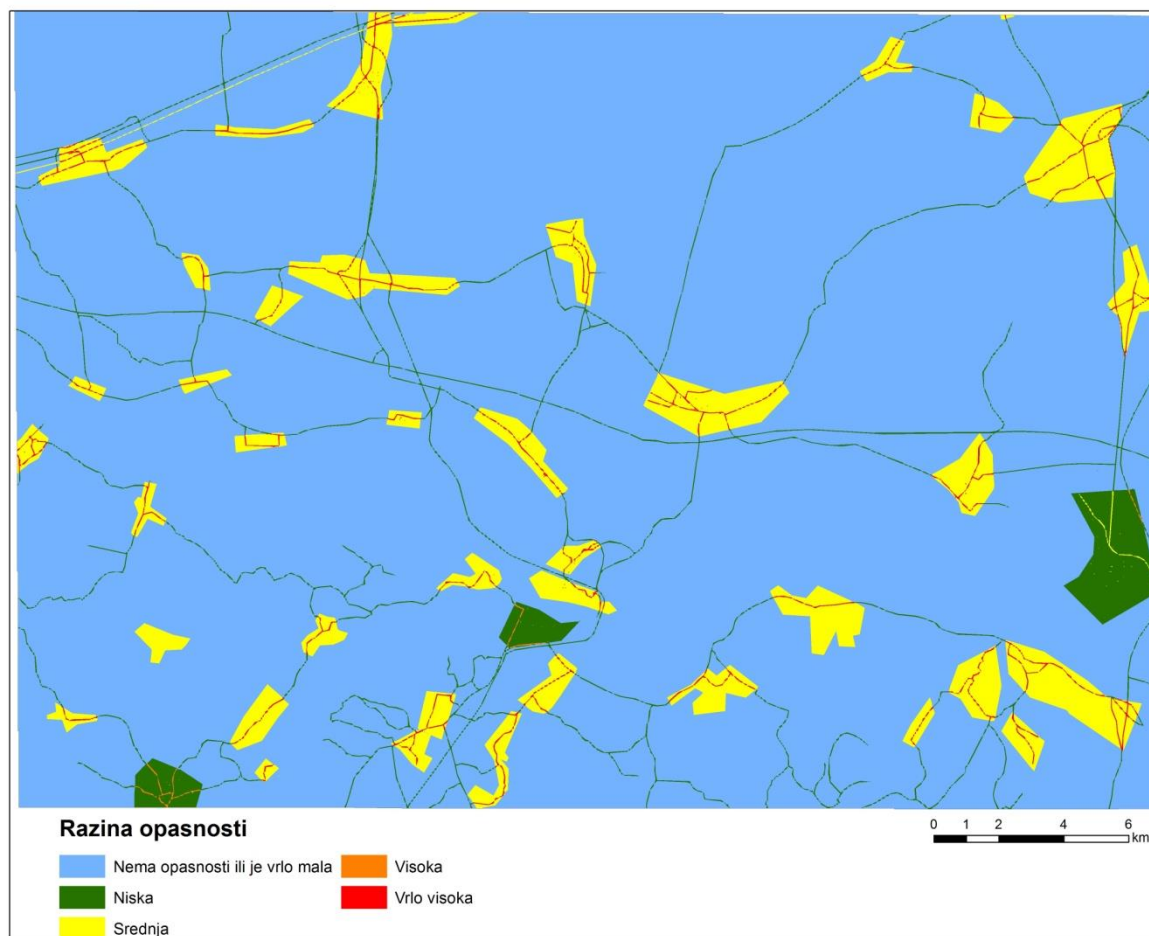 Razina opasnosti
Nema opasnosti ili je vrlo mala
Niska
Srednja
Visoka
Vrlo visoka
0 1 2 4 6
km